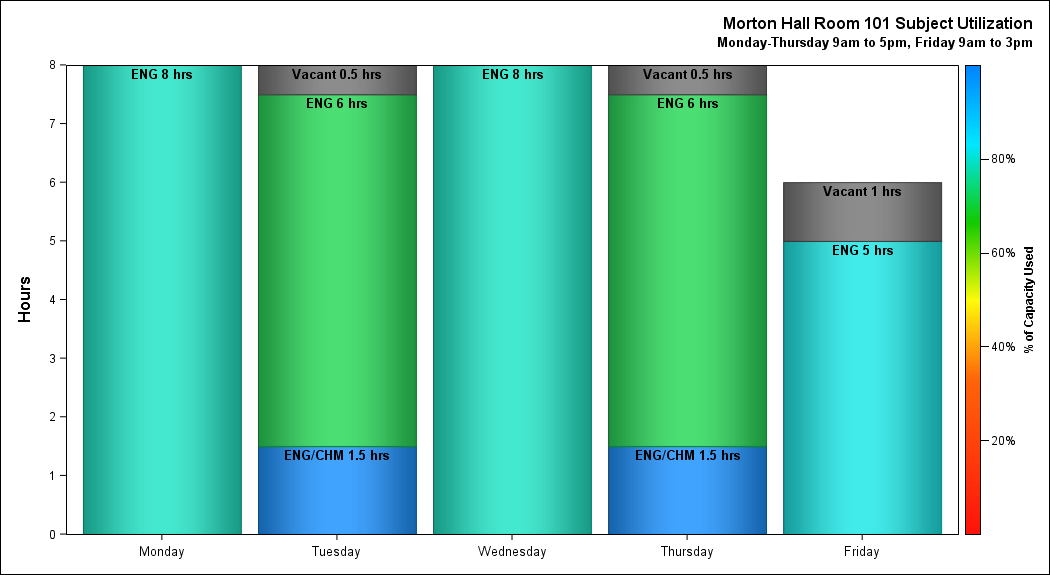 Morton Hall Room 101 Subject Utilization
Monday-Thursday 9am to 5pm, Friday 9am to 3pm
Hours
8
7
6
5
4
3
2
1
0
ENG 8 hrs
Vacant 0.5 hrs
ENG 6 hrs
ENG/CHM 1.5 hrs
ENG 8 hrs
Vacant 0.5 hrs
ENG 6 hrs
ENG/CHM 1.5 hrs
Vacant 1 hrs
ENG 5 hrs
Monday
Tuesday
Wednesday
Thursday
Friday
80%
60%
40%
20%
% of Capacity Used